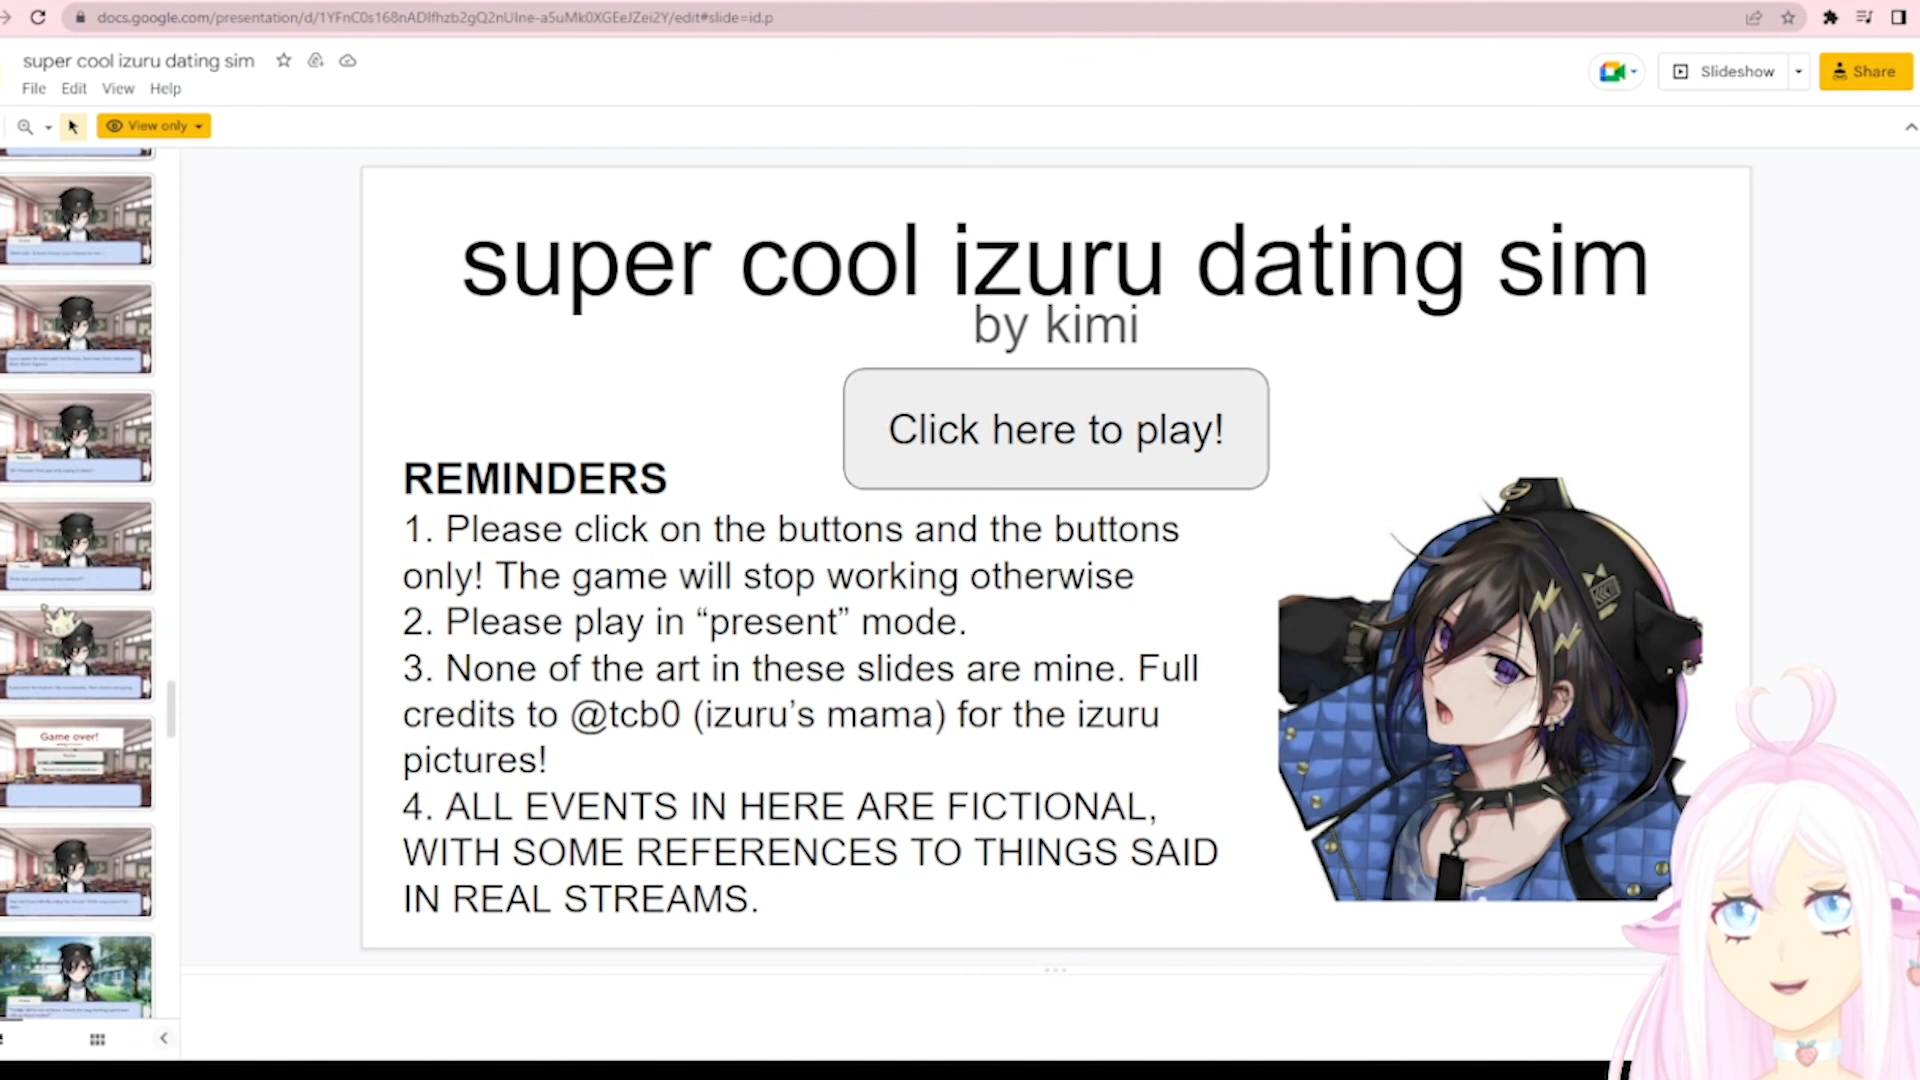 docs.google.com/presentation/d/1YFnC0s168nADlfhzb2gQ2nUIne-a5uMk0XGEeJZei2Y/edit#slide=id.p
super cool izuru dating sim
File Edit View Help
Slideshow
Share
View only
super cool izuru dating sim
by kimi
Click here to play!
REMINDERS
1. Please click on the buttons and the buttons
only! The game will stop working otherwise
2. Please play in “present” mode.
3. None of the art in these slides are mine. Full
credits to @tcb0 (izuru’s mama) for the izuru
pictures!
4. ALL EVENTS IN HERE ARE FICTIONAL,
WITH SOME REFERENCES TO THINGS SAID
IN REAL STREAMS.
Game over!